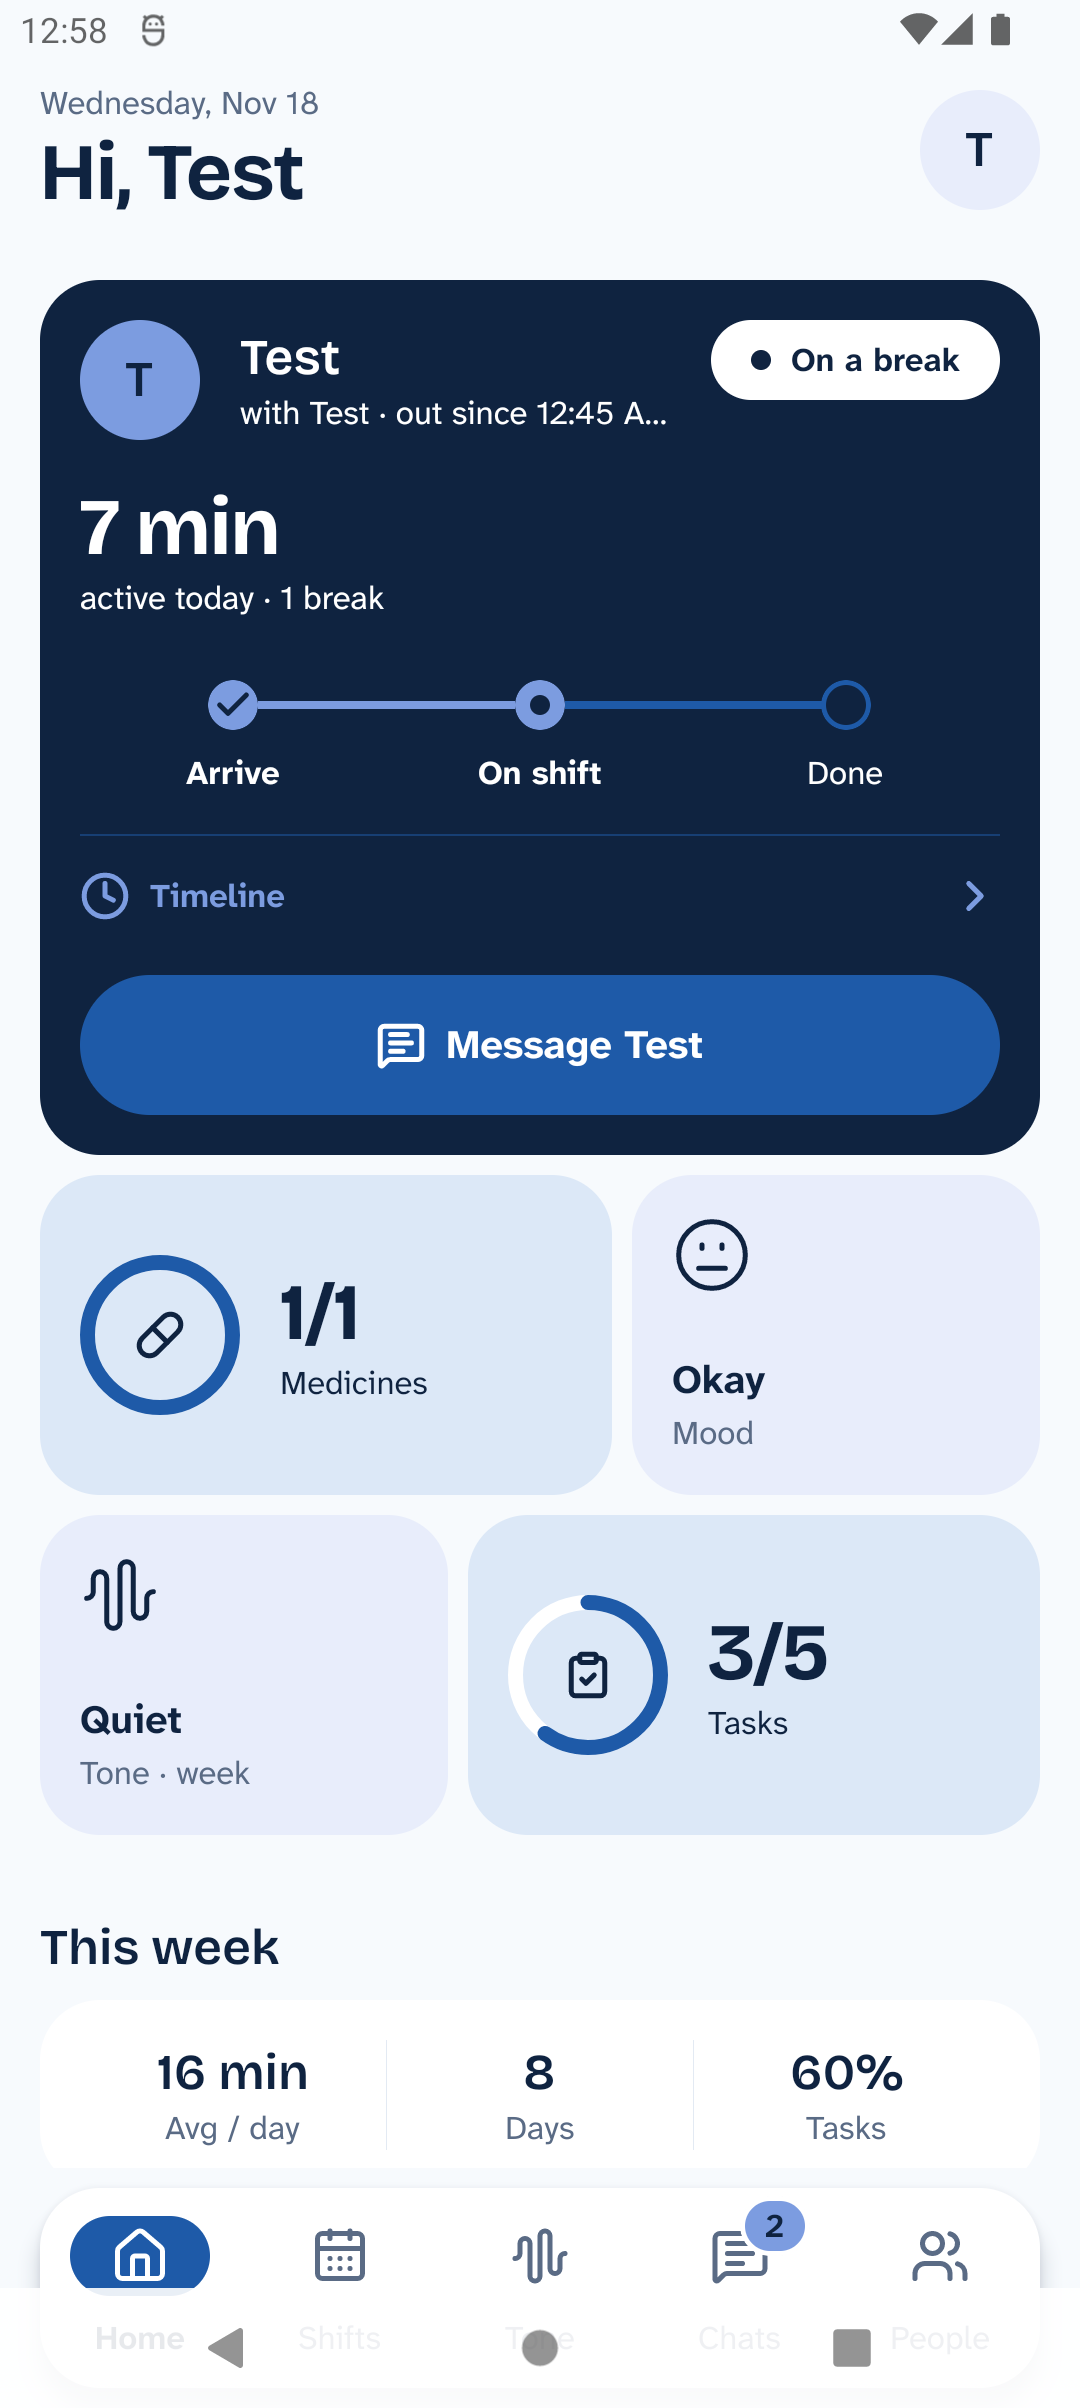 12:58
Wednesday, Nov 18
Hi, Test
T
T
Test
with Test · out since 12:45 A...
On a break
7 min
active today · 1 break
Arrive
On shift
Done
Timeline
Message Test
1/1
Medicines
Okay
Mood
Quiet
Tone · week
3/5
Tasks
This week
16 min
Avg / day
8
Days
60%
Tasks
2
Home
Shifts
Tone
Chats
People